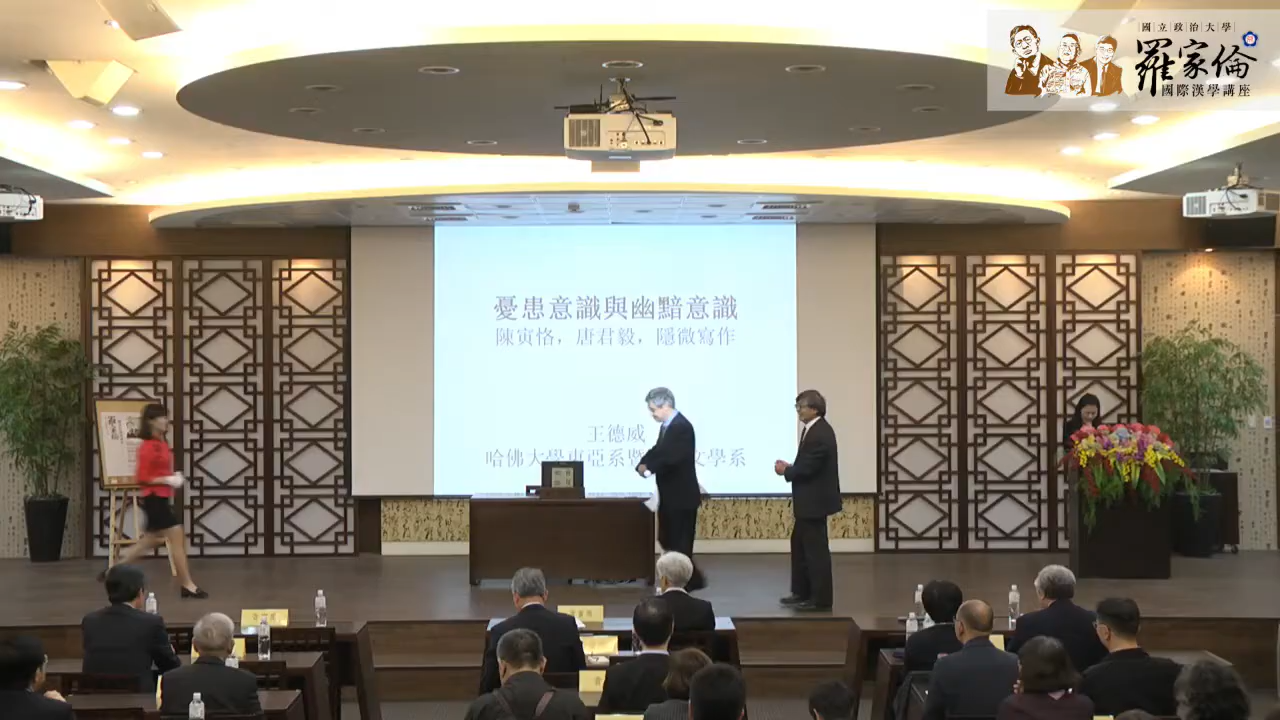 國立政治大學
羅家倫
國際漢學講座
憂患意識與幽黯意識
陳寅恪，唐君毅，隱微寫作
王德威
哈佛大學東亞系暨
文學系